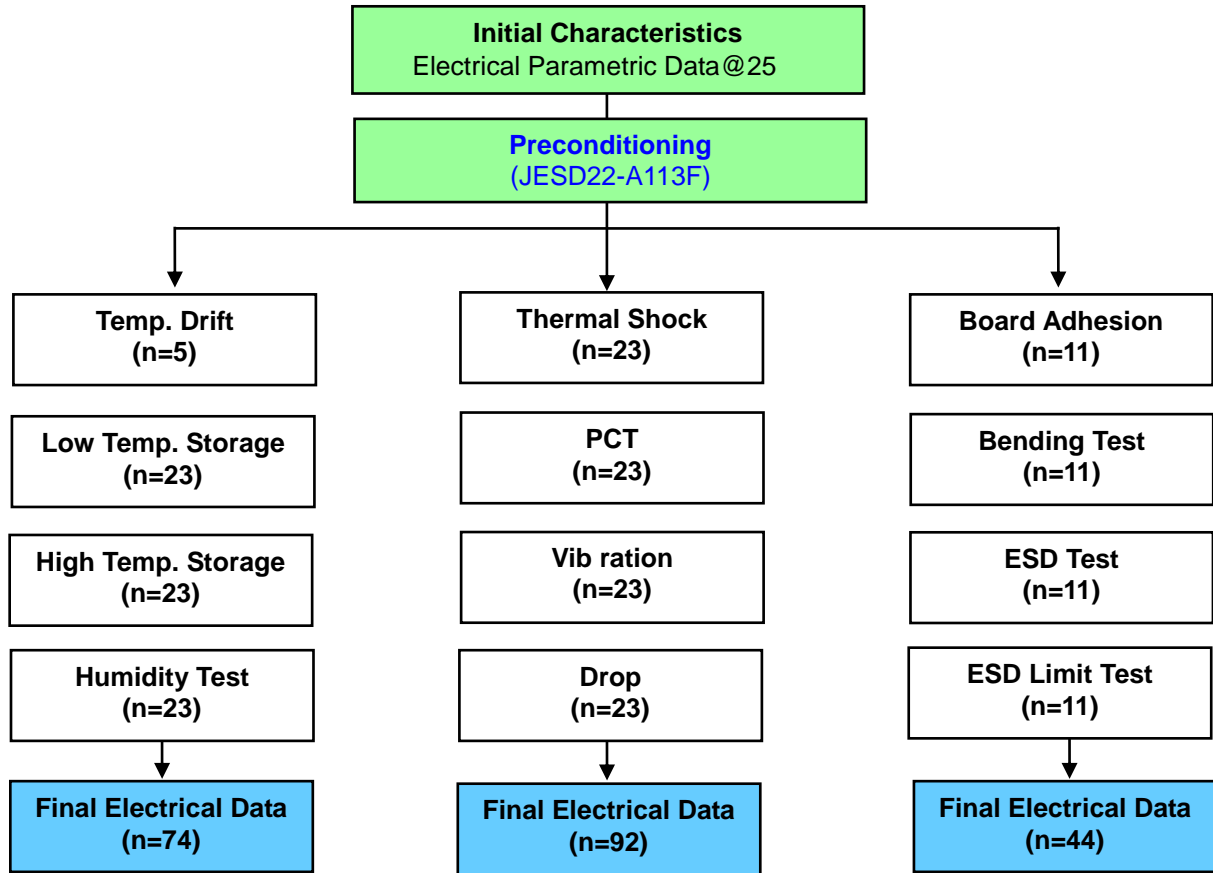 Initial Characteristics
Electrical Parametric Data@25
Preconditioning
(JESD22-A113F)
Temp. Drift
(n=5)
Thermal Shock
(n=23)
Board Adhesion
(n=11)
Low Temp. Storage
(n=23)
PCT
(n=23)
Bending Test
(n=11)
High Temp. Storage
(n=23)
Vib ration
(n=23)
ESD Test
(n=11)
Humidity Test
(n=23)
Drop
(n=23)
ESD Limit Test
(n=11)
Final Electrical Data
(n=74)
Final Electrical Data
(n=92)
Final Electrical Data
(n=44)